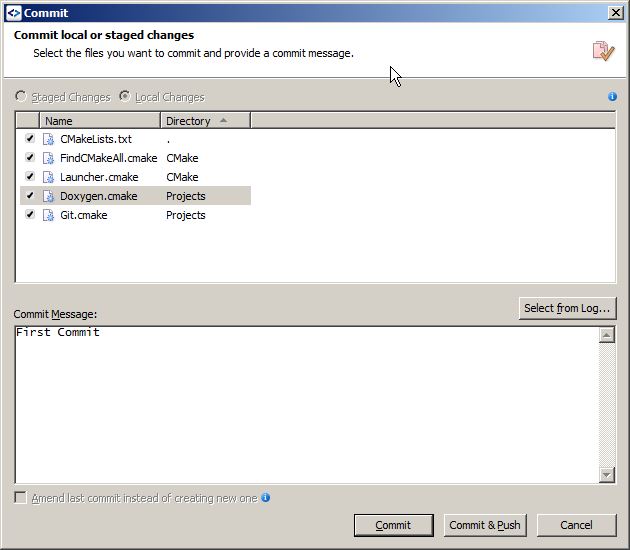 Commit
Commit local or staged changes
Select the files you want to commit and provide a commit message.
Staged Changes Local Changes
Name Directory
CMakeLists.txt .
FindCMakeAll.cmake CMake
Launcher.cmake CMake
Doxygen.cmake Projects
Git.cmake Projects
Select from Log...
Commit Message:
First Commit
Amend last commit instead of creating new one
Commit Commit & Push Cancel